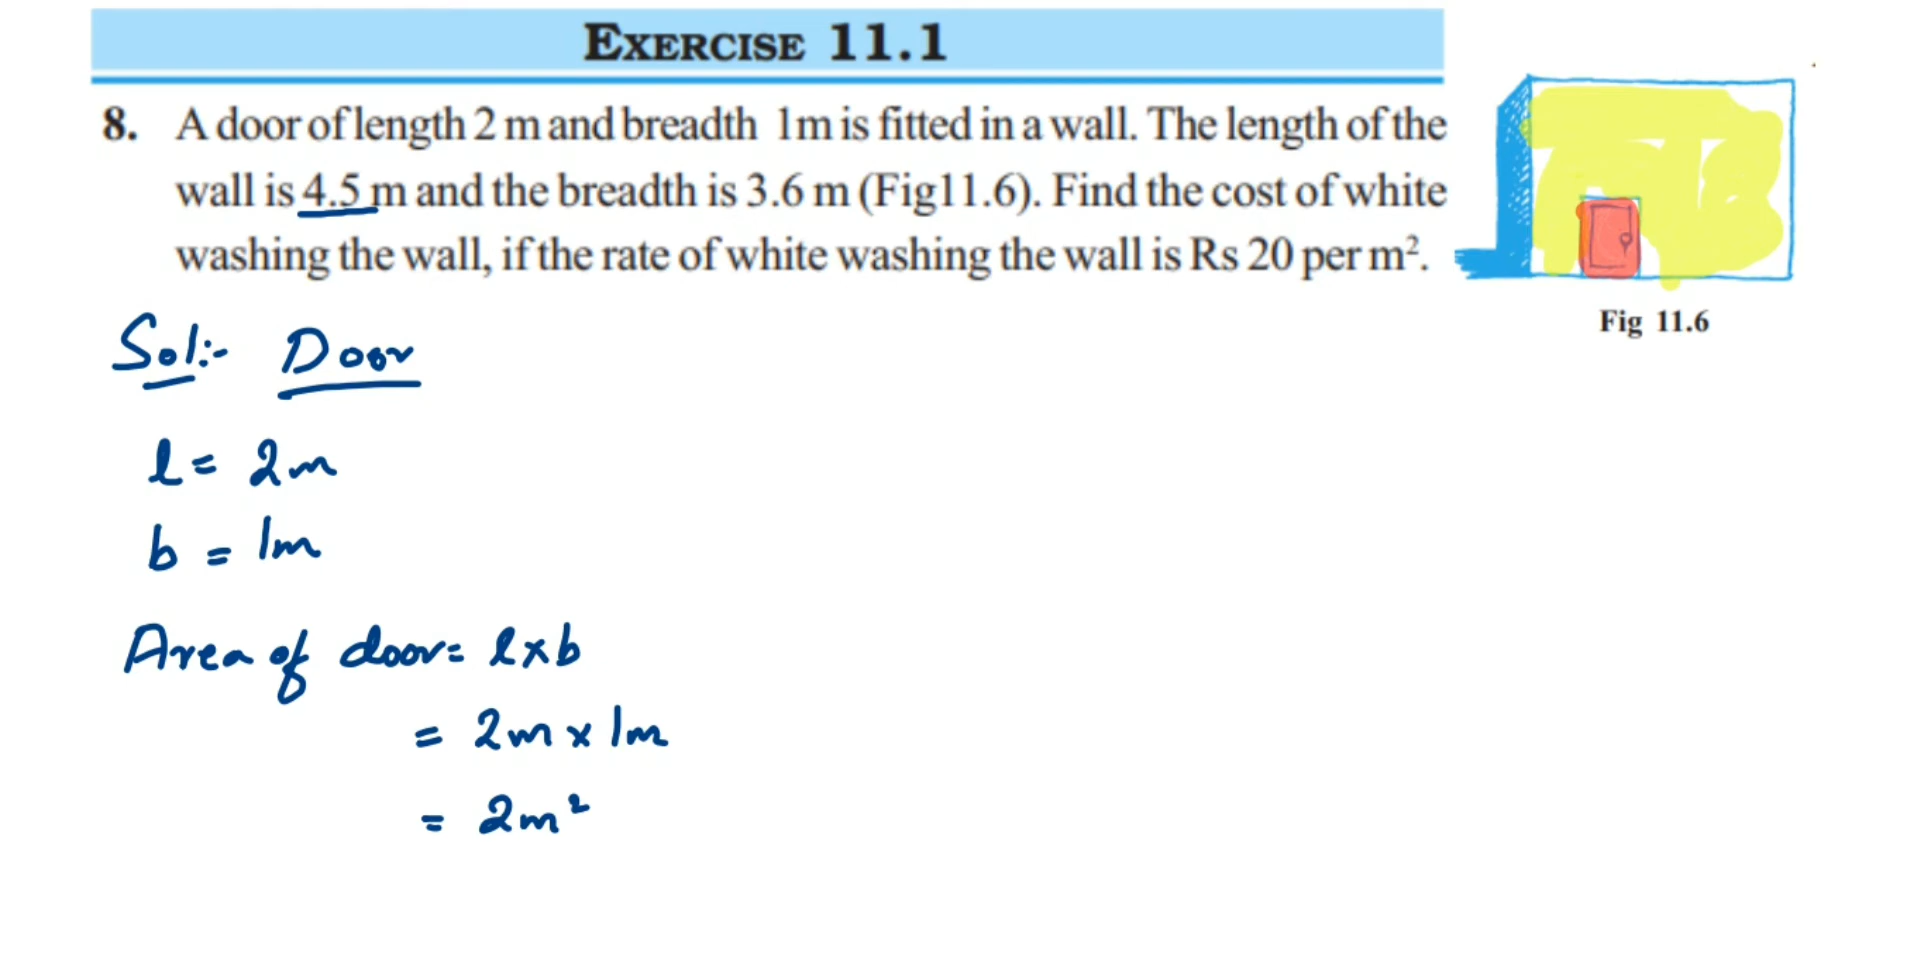 EXERCISE 11.1
8. A door of length 2 m and breadth 1m is fitted in a wall. The length of the
wall is 4.5 m and the breadth is 3.6 m (Fig11.6). Find the cost of white
washing the wall, if the rate of white washing the wall is Rs 20 per m².
Fig 11.6
Sol:- Door
l = 2m
b = 1m
Area of door = l×b
= 2m × 1m
= 2m²